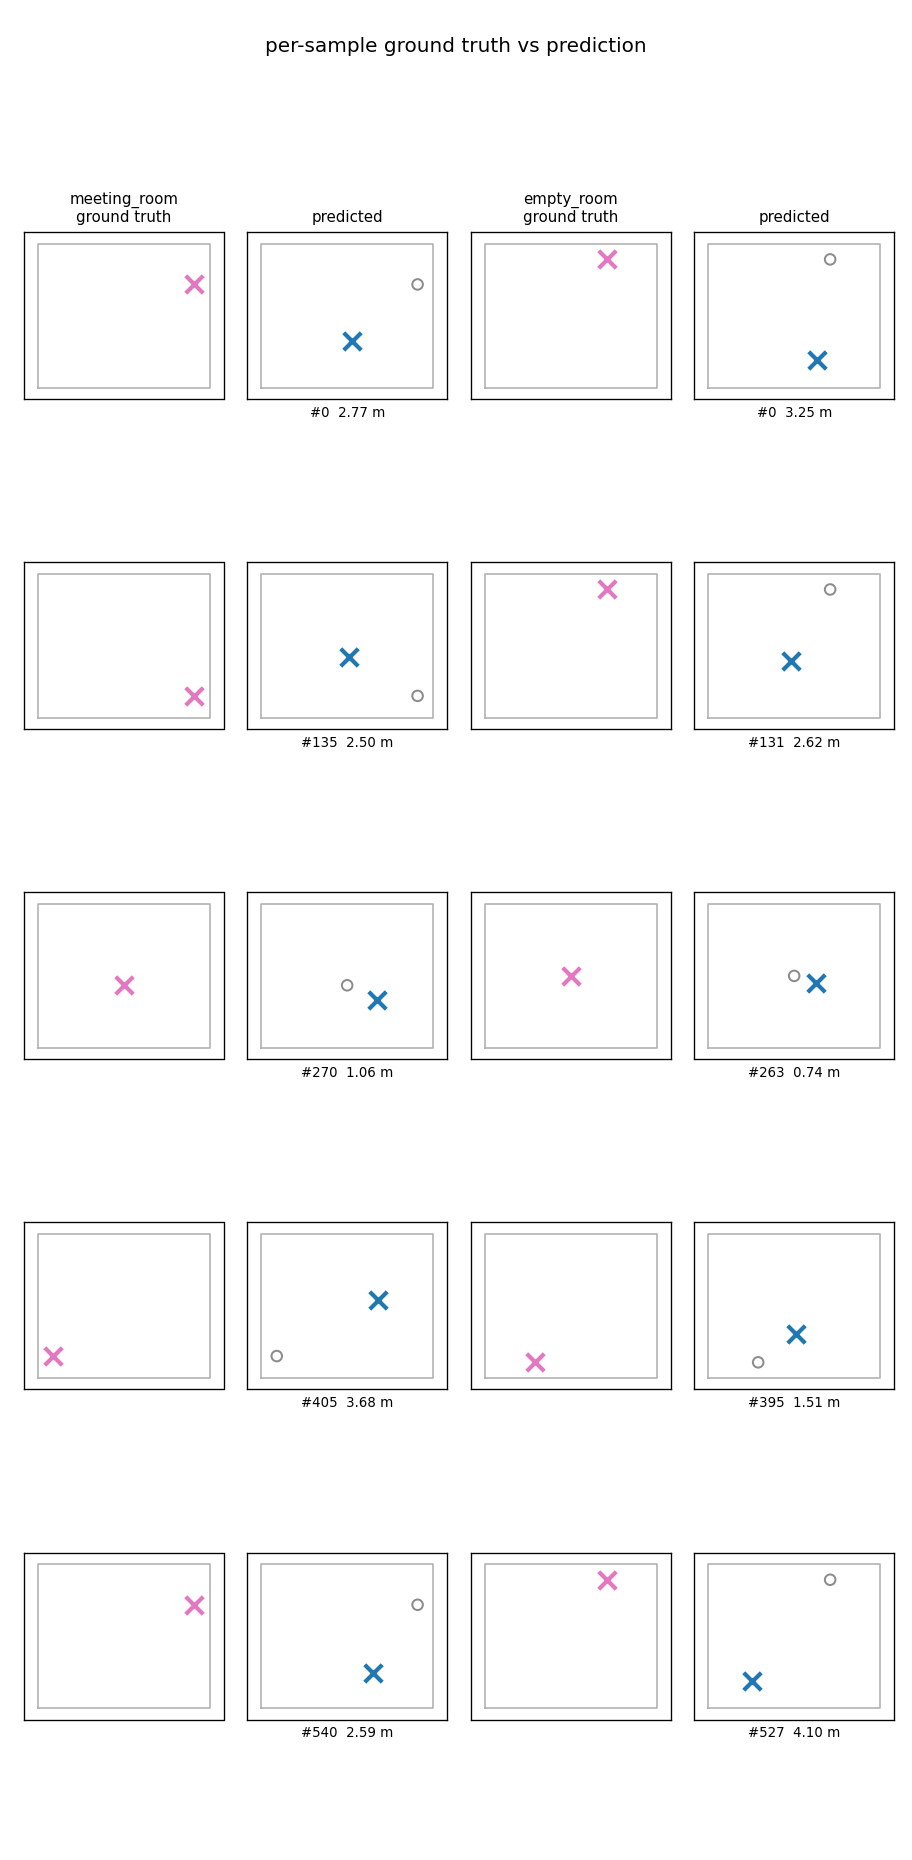 per-sample ground truth vs prediction
meeting_room
ground truth
predicted
empty_room
ground truth
predicted
#0  2.77 m
#0  3.25 m
#135  2.50 m
#131  2.62 m
#270  1.06 m
#263  0.74 m
#405  3.68 m
#395  1.51 m
#540  2.59 m
#527  4.10 m